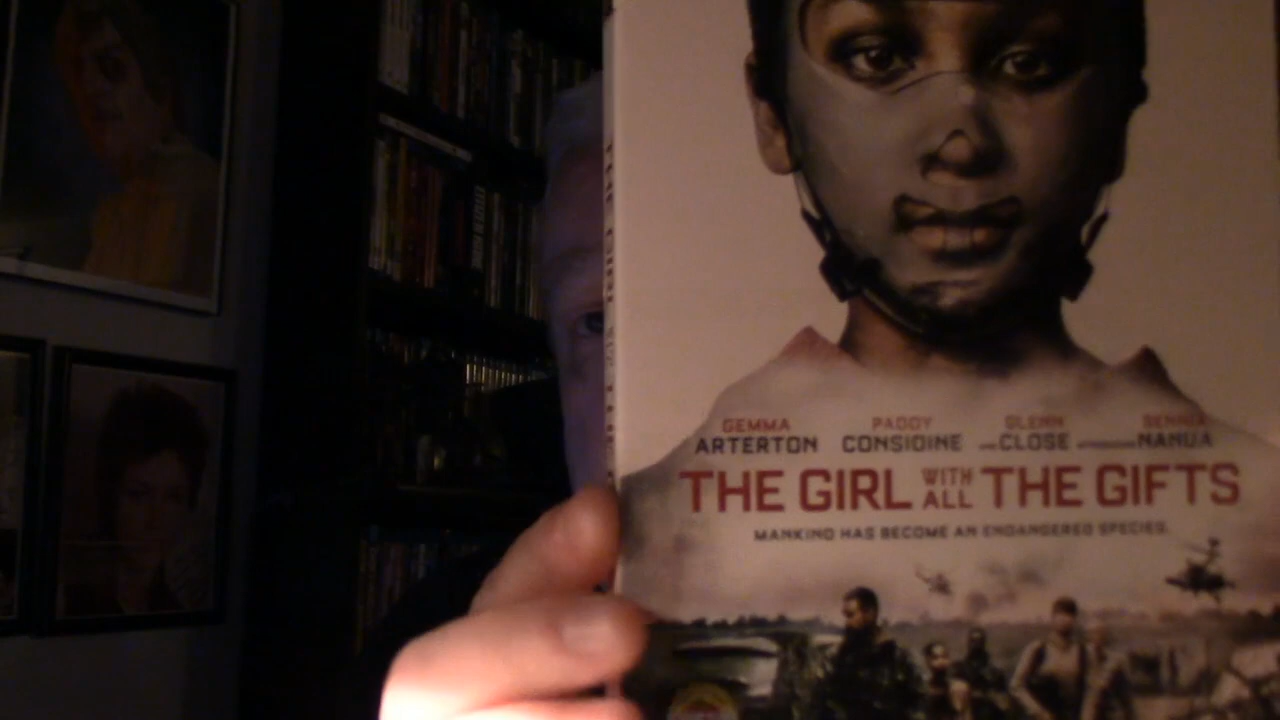 GEMMA ARTERTON PADDY CONSIDINE AND GLENN CLOSE SENNIA NANUA
THE GIRL WITH ALL THE GIFTS
MANKIND HAS BECOME AN ENDANGERED SPECIES.